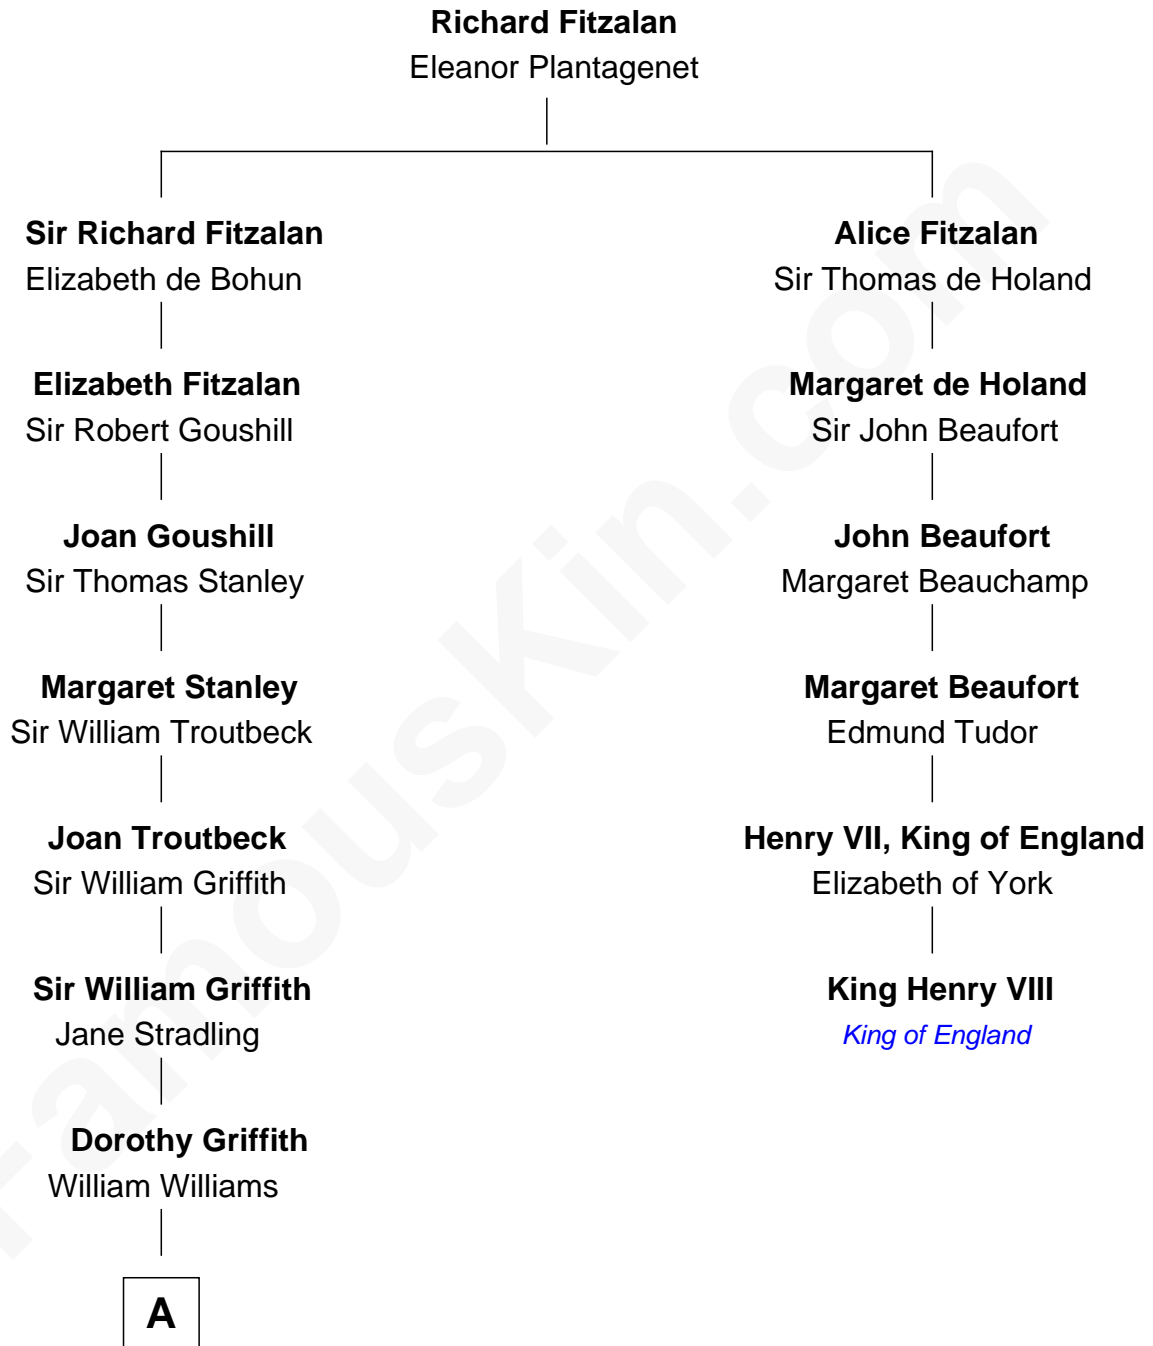 Richard Fitzalan
Eleanor Plantagenet
Sir Richard Fitzalan
Elizabeth de Bohun
Elizabeth Fitzalan
Sir Robert Goushill
Joan Goushill
Sir Thomas Stanley
Margaret Stanley
Sir William Troutbeck
Joan Troutbeck
Sir William Griffith
Sir William Griffith
Jane Stradling
Dorothy Griffith
William Williams
A
Alice Fitzalan
Sir Thomas de Holand
Margaret de Holand
Sir John Beaufort
John Beaufort
Margaret Beauchamp
Margaret Beaufort
Edmund Tudor
Henry VII, King of England
Elizabeth of York
King Henry VIII
King of England
FamousKin.com